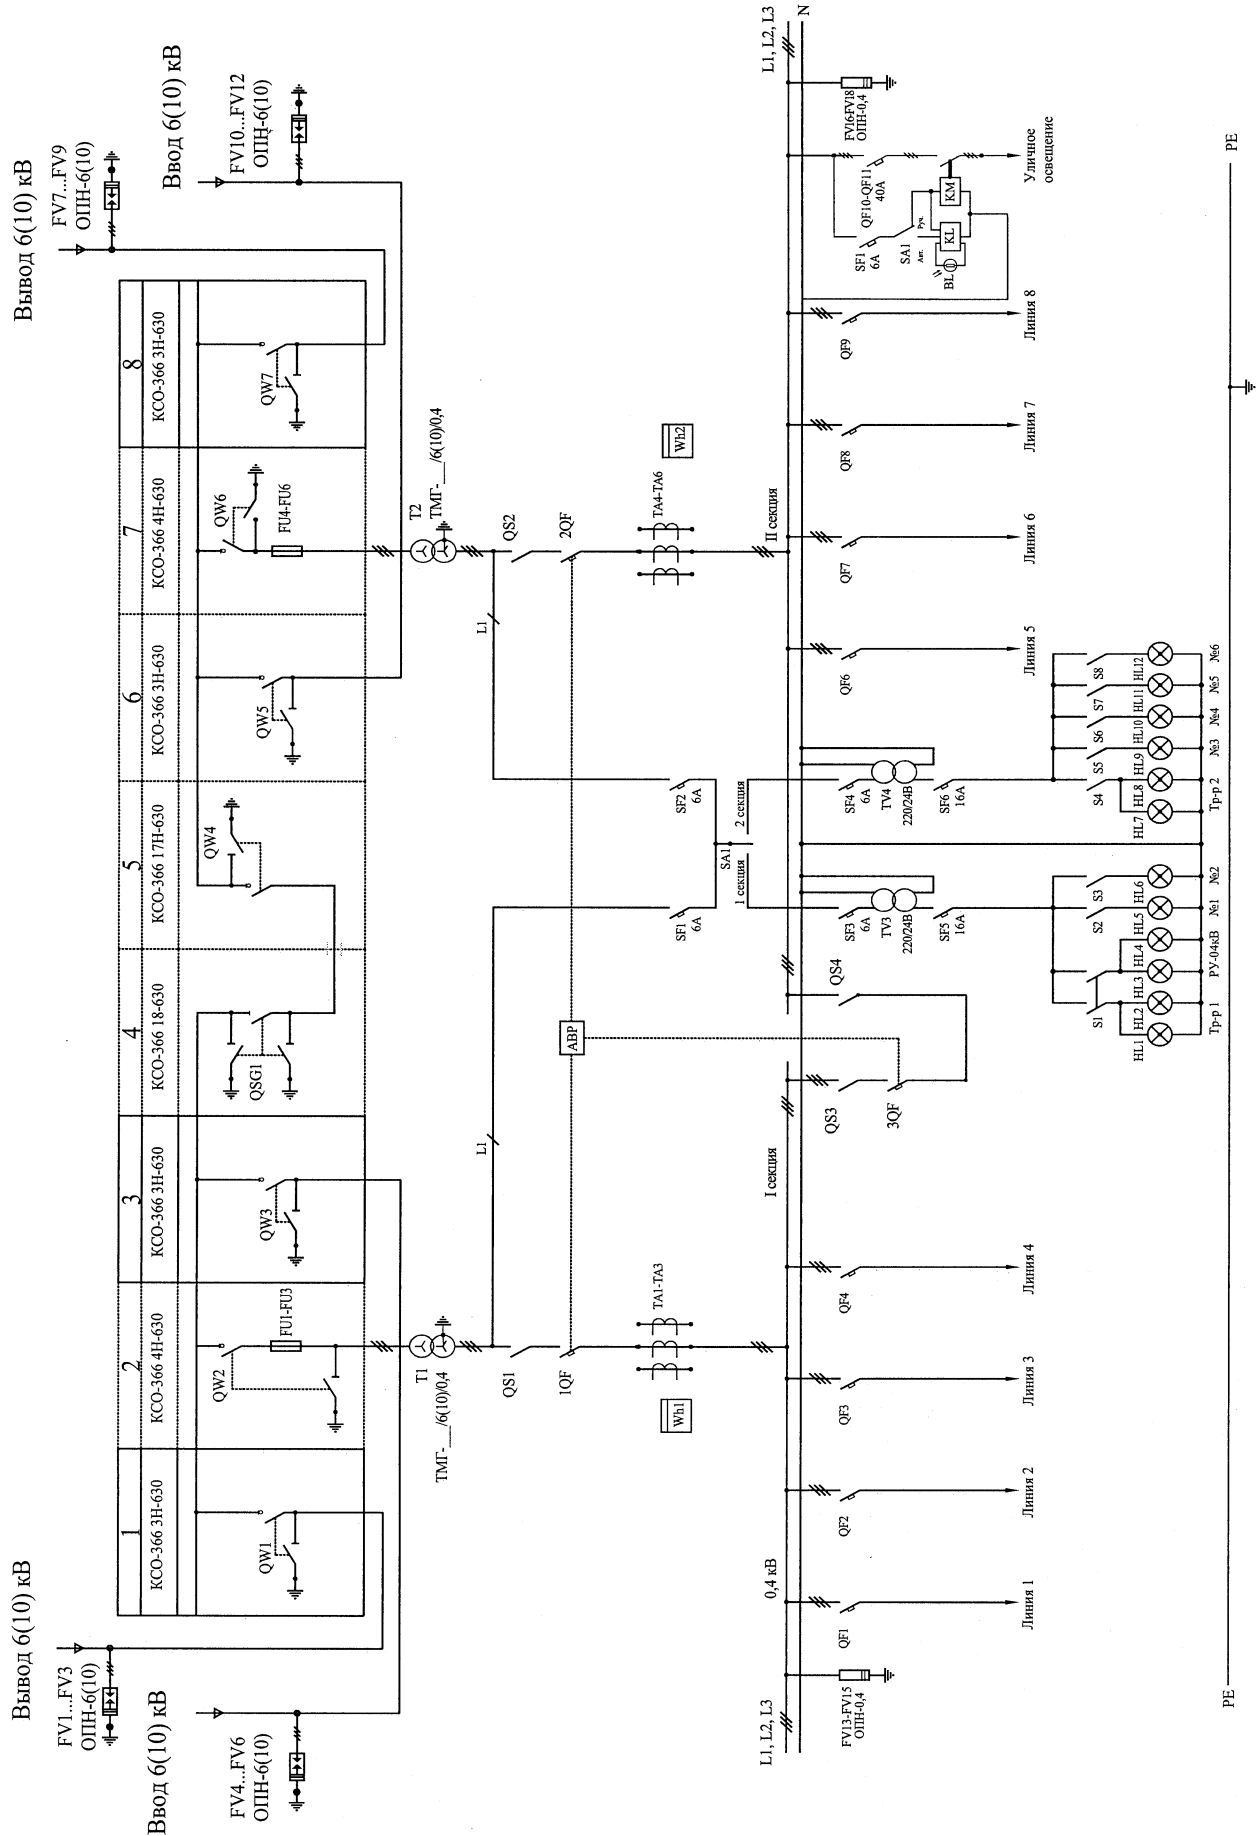 Вывод 6(10) кВ
FV1...FV3
ОПН-6(10)
Ввод 6(10) кВ
FV4...FV6
ОПН-6(10)
Вывод 6(10) кВ
FV7...FV9
ОПН-6(10)
Ввод 6(10) кВ
FV10...FV12
ОПН-6(10)
1
КСО-366 3Н-630
QW1
2
КСО-366 4Н-630
QW2
FU1-FU3
3
КСО-366 3Н-630
QW3
4
КСО-366 18-630
QSG1
5
КСО-366 17Н-630
QW4
6
КСО-366 3Н-630
QW5
7
КСО-366 4Н-630
QW6
FU4-FU6
8
КСО-366 3Н-630
QW7
T1
ТМГ-___/6(10)/0,4
T2
ТМГ-___/6(10)/0,4
L1
L1
QS1
1QF
QS2
2QF
АВР
TA1-TA3
Wh1
TA4-TA6
Wh2
SF1
6А
SF2
6А
SA1
1 секция
2 секция
L1, L2, L3
0,4 кВ
I секция
II секция
L1, L2, L3
N
FV13-FV15
ОПН-0,4
QF1
Линия 1
QF2
Линия 2
QF3
Линия 3
QF4
Линия 4
QS3
3QF
QS4
SF3
6А
TV3
220/24В
SF5
16А
SF4
6А
TV4
220/24В
SF6
16А
QF6
Линия 5
QF7
Линия 6
QF8
Линия 7
QF9
Линия 8
SF1
6А
SA1
Авт.
Руч.
BL
KL
KM
QF10-QF11
40А
FV16-FV18
ОПН-0,4
Уличное
освещение
S1
S2
S3
HL1
HL2
HL3
HL4
HL5
HL6
Тр-р 1
РУ-04кВ
№1
№2
S4
S5
S6
S7
S8
HL7
HL8
HL9
HL10
HL11
HL12
Тр-р 2
№3
№4
№5
№6
PE
PE